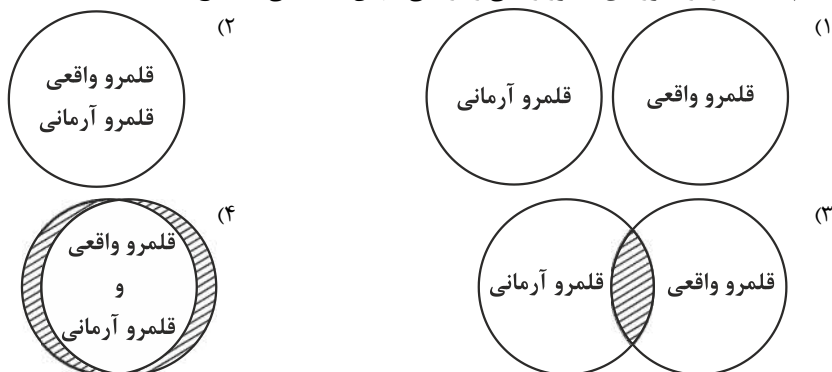 ۱)
قلمرو واقعی
قلمرو آرمانی
۲)
قلمرو واقعی
قلمرو آرمانی
۳)
قلمرو واقعی
قلمرو آرمانی
۴)
قلمرو واقعی
و
قلمرو آرمانی